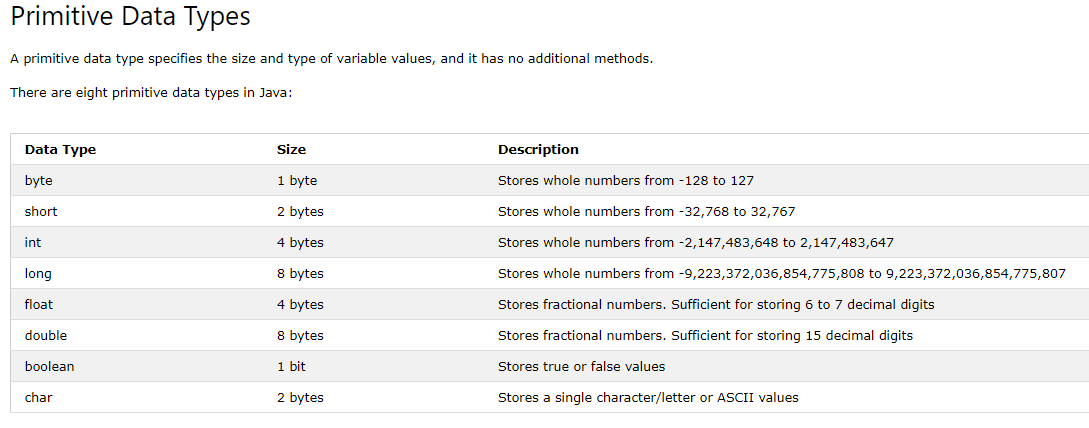 Primitive Data Types
A primitive data type specifies the size and type of variable values, and it has no additional methods.
There are eight primitive data types in Java:
Data Type Size Description
byte 1 byte Stores whole numbers from -128 to 127
short 2 bytes Stores whole numbers from -32,768 to 32,767
int 4 bytes Stores whole numbers from -2,147,483,648 to 2,147,483,647
long 8 bytes Stores whole numbers from -9,223,372,036,854,775,808 to 9,223,372,036,854,775,807
float 4 bytes Stores fractional numbers. Sufficient for storing 6 to 7 decimal digits
double 8 bytes Stores fractional numbers. Sufficient for storing 15 decimal digits
boolean 1 bit Stores true or false values
char 2 bytes Stores a single character/letter or ASCII values